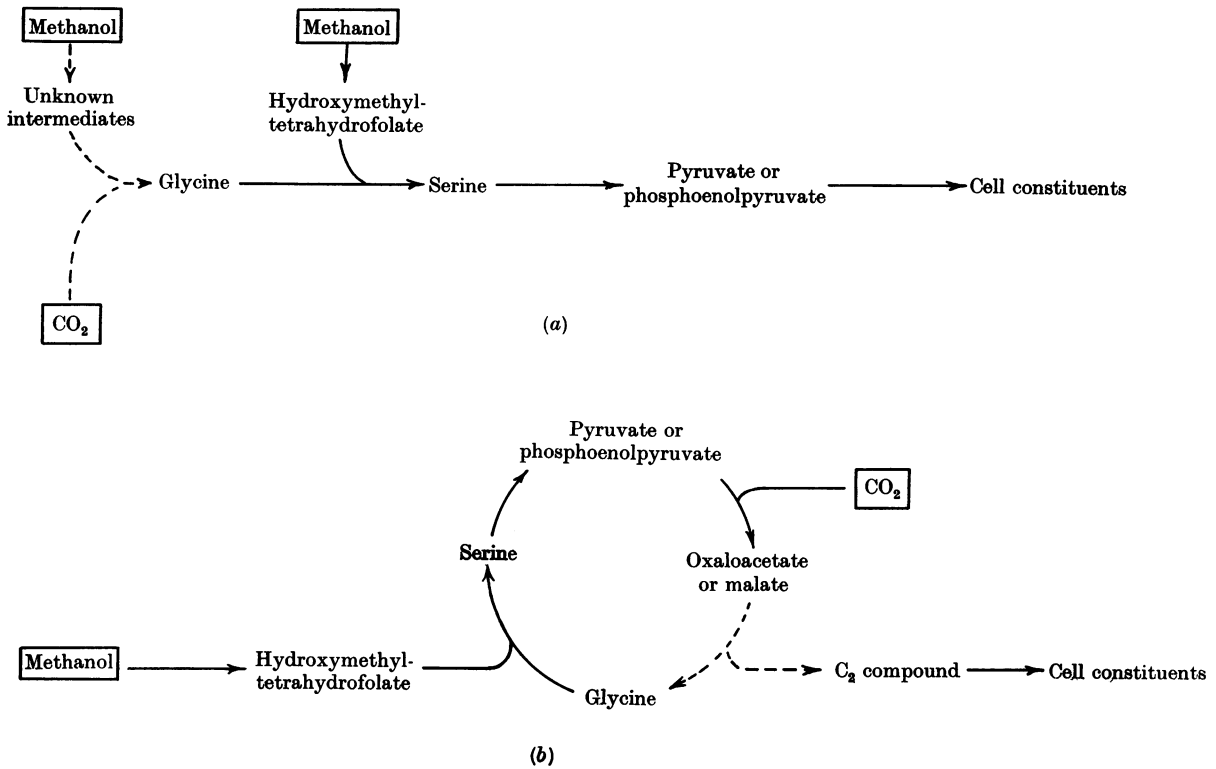 Methanol
Methanol
Unknown
intermediates
Hydroxymethyl-
tetrahydrofolate
Glycine
Serine
Pyruvate or
phosphoenolpyruvate
Cell constituents
CO₂
(a)
Pyruvate or
phosphoenolpyruvate
CO₂
Serine
Oxaloacetate
or malate
Methanol
Hydroxymethyl-
tetrahydrofolate
Glycine
C₂ compound
Cell constituents
(b)